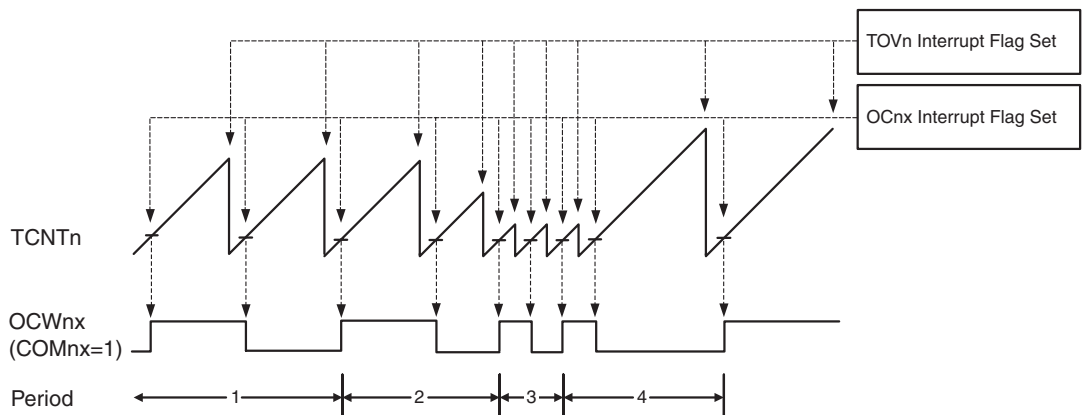 TOVn Interrupt Flag Set
OCnx Interrupt Flag Set
TCNTn
OCWnx
(COMnx=1)
Period
1
2
3
4